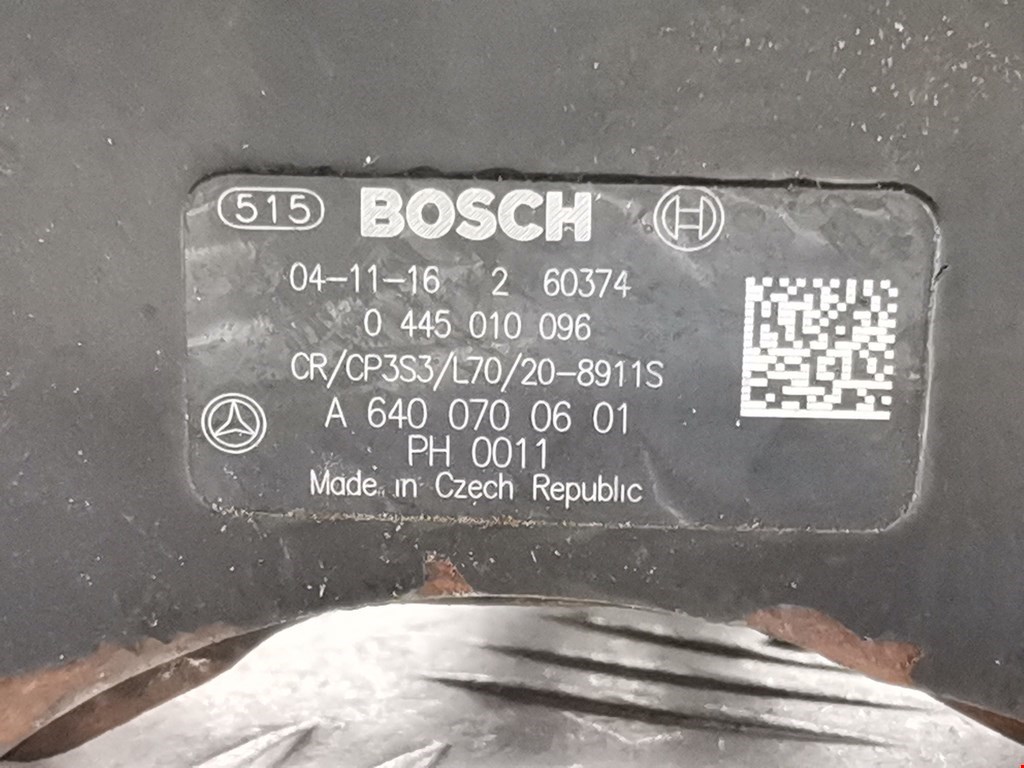 515 BOSCH
04-11-16 2 60374
0 445 010 096
CR/CP3S3/L70/20-8911S
A 640 070 06 01
PH 0011
Made in Czech Republic